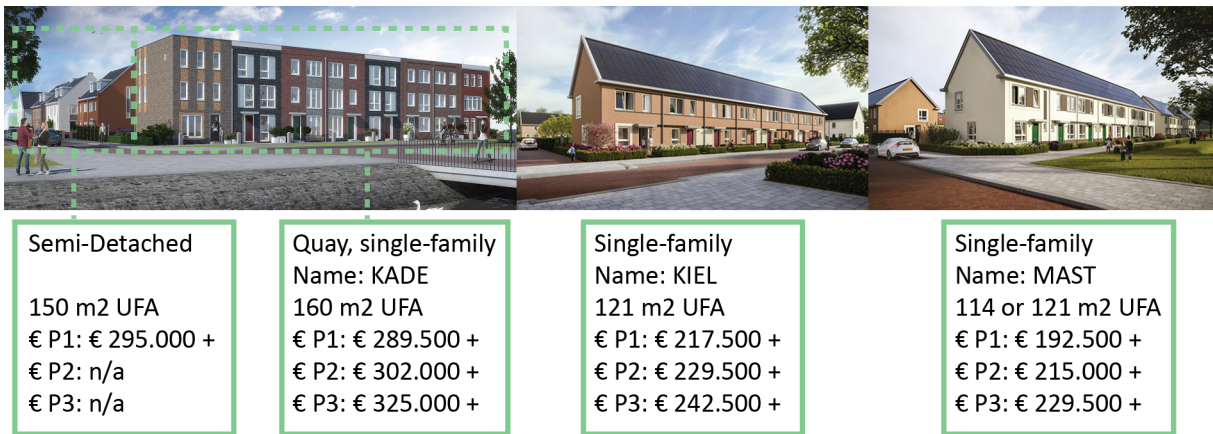 Semi-Detached
150 m2 UFA
€ P1: € 295.000 +
€ P2: n/a
€ P3: n/a
Quay, single-family
Name: KADE
160 m2 UFA
€ P1: € 289.500 +
€ P2: € 302.000 +
€ P3: € 325.000 +
Single-family
Name: KIEL
121 m2 UFA
€ P1: € 217.500 +
€ P2: € 229.500 +
€ P3: € 242.500 +
Single-family
Name: MAST
114 or 121 m2 UFA
€ P1: € 192.500 +
€ P2: € 215.000 +
€ P3: € 229.500 +